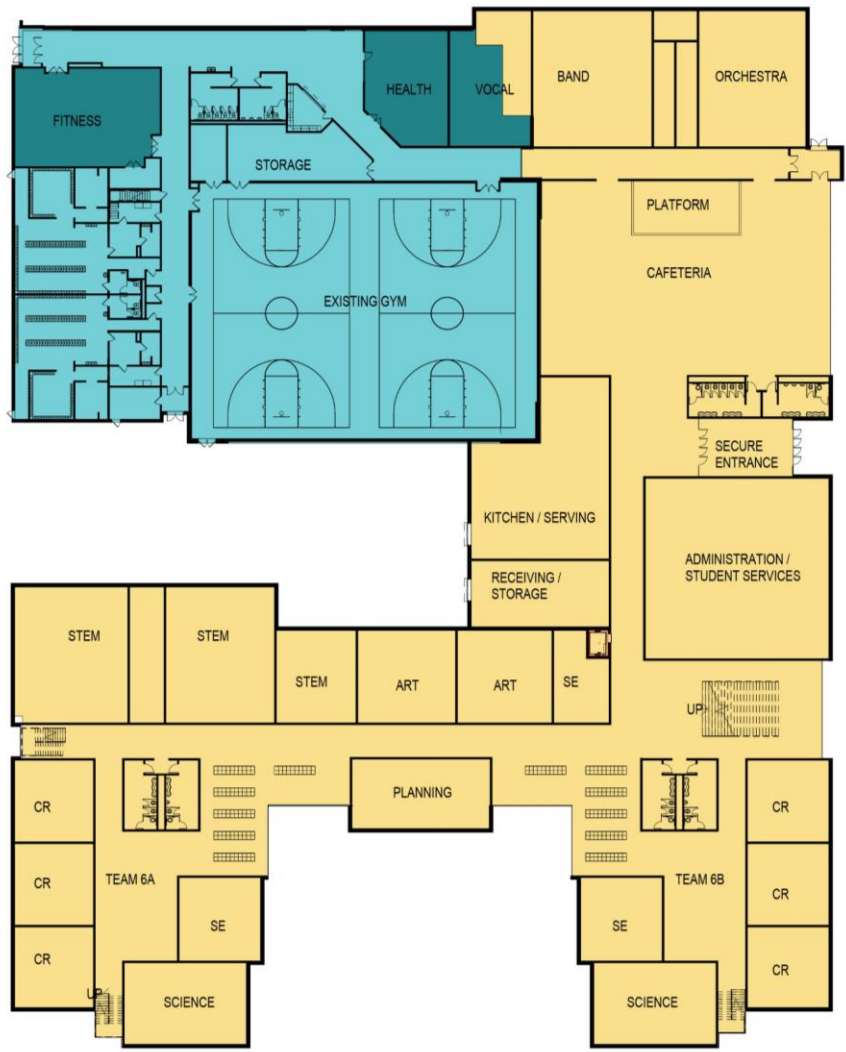 HEALTH
VOCAL
BAND
ORCHESTRA
FITNESS
STORAGE
PLATFORM
CAFETERIA
EXISTING GYM
SECURE
ENTRANCE
KITCHEN / SERVING
ADMINISTRATION /
STUDENT SERVICES
RECEIVING /
STORAGE
STEM
STEM
STEM
ART
ART
SE
UP
PLANNING
CR
CR
CR
TEAM 6A
SE
UP
SCIENCE
CR
CR
CR
TEAM 6B
SE
SCIENCE